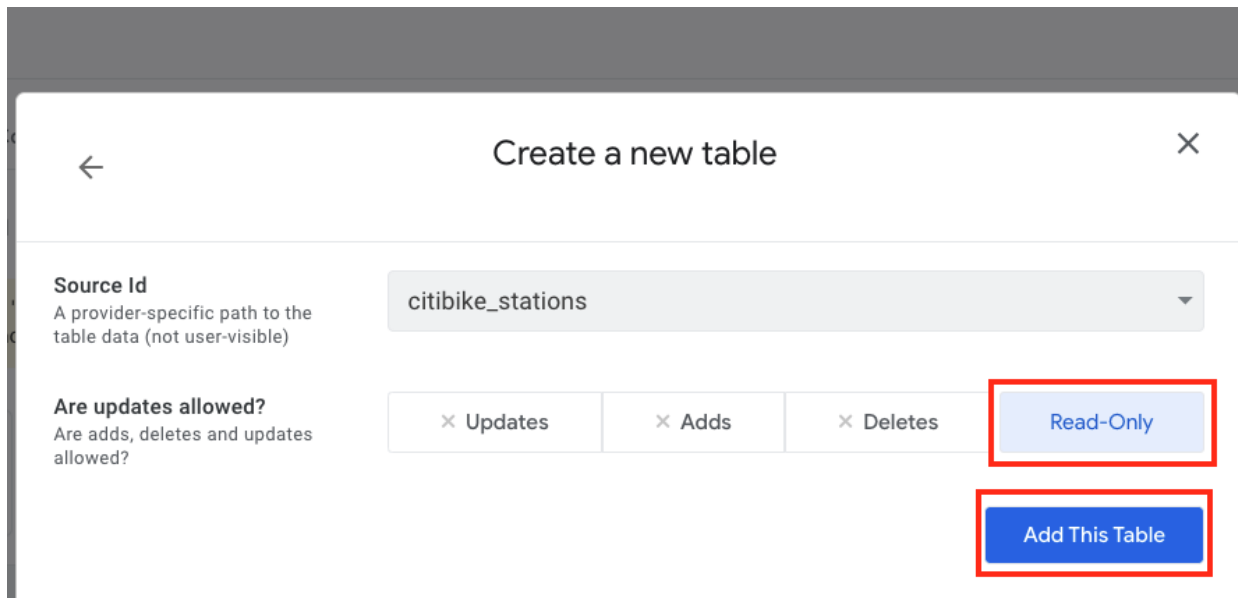 Create a new table
Source Id
A provider-specific path to the
table data (not user-visible)
citibike_stations
Are updates allowed?
Are adds, deletes and updates
allowed?
Updates
Adds
Deletes
Read-Only
Add This Table